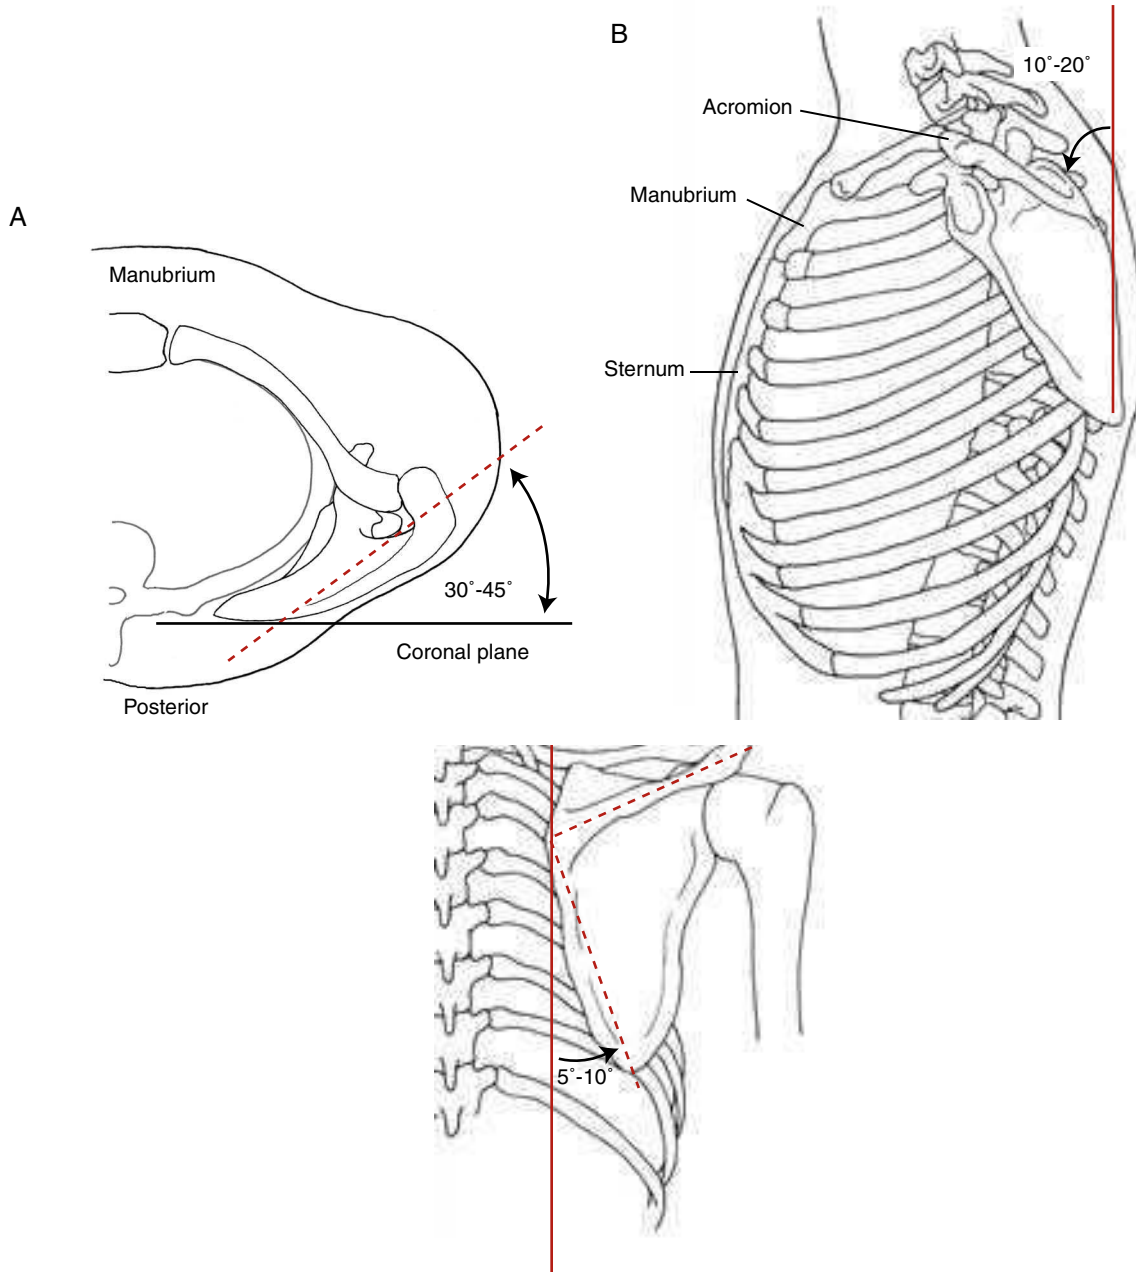 A
Manubrium
30˚-45˚
Coronal plane
Posterior
B
10˚-20˚
Acromion
Manubrium
Sternum
5˚-10˚